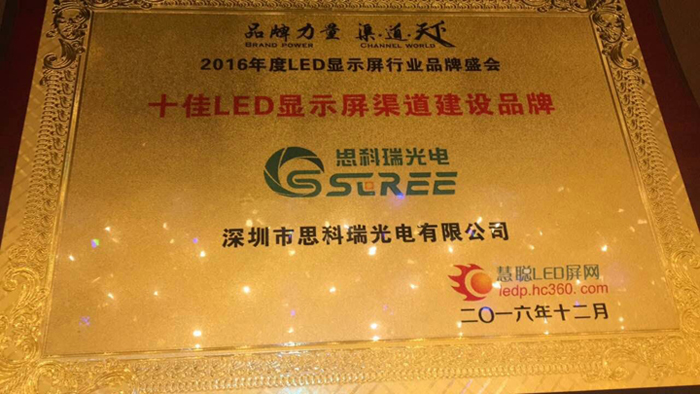 品牌力量 渠道天下
BRAND POWER CHANNEL WORLD
2016年度LED显示屏行业品牌盛会
十佳LED显示屏渠道建设品牌
思科瑞光电
SCREE
深圳市思科瑞光电有限公司
慧聪LED屏网
ledp.hc360.com
二〇一六年十二月